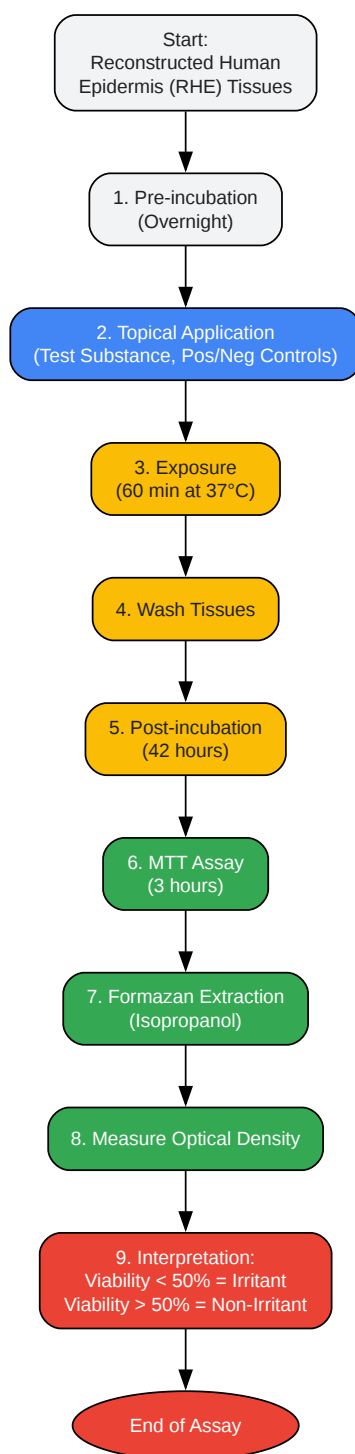 Start:
Reconstructed Human
Epidermis (RHE) Tissues
1. Pre-incubation
(Overnight)
2. Topical Application
(Test Substance, Pos/Neg Controls)
3. Exposure
(60 min at 37°C)
4. Wash Tissues
5. Post-incubation
(42 hours)
6. MTT Assay
(3 hours)
7. Formazan Extraction
(Isopropanol)
8. Measure Optical Density
9. Interpretation:
Viability < 50% = Irritant
Viability > 50% = Non-Irritant
End of Assay